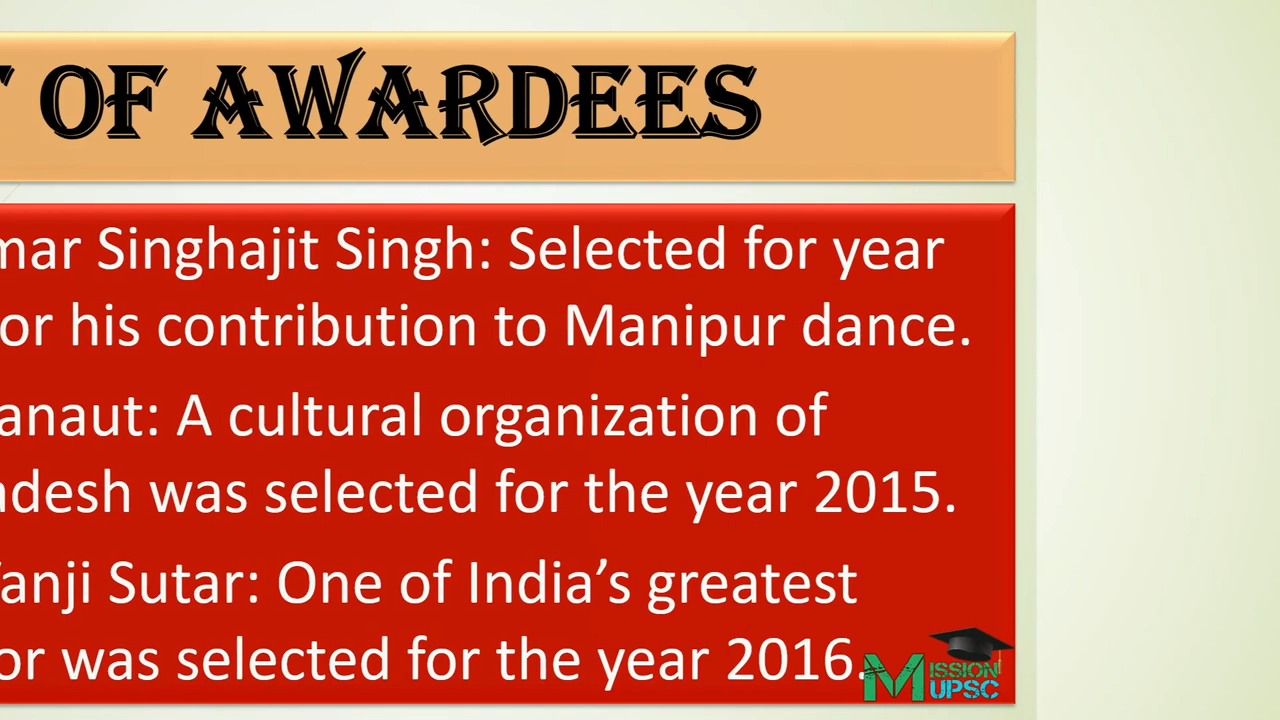 OF AWARDEES
mar Singhajit Singh: Selected for year
or his contribution to Manipur dance.
anaut: A cultural organization of
adesh was selected for the year 2015.
anji Sutar: One of India's greatest
or was selected for the year 2016.
MISSION
UPSC